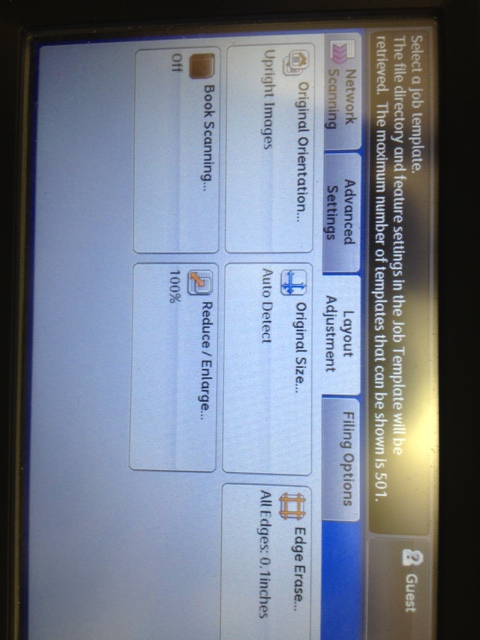 Select a job template.
The file directory and feature settings in the Job Template will be
retrieved. The maximum number of templates that can be shown is 501.
Guest
Network
Scanning
Advanced
Settings
Layout
Adjustment
Filing Options
Original Orientation...
Upright Images
Original Size...
Auto Detect
Edge Erase...
All Edges: 0.1inches
Book Scanning...
Off
Reduce / Enlarge...
100%